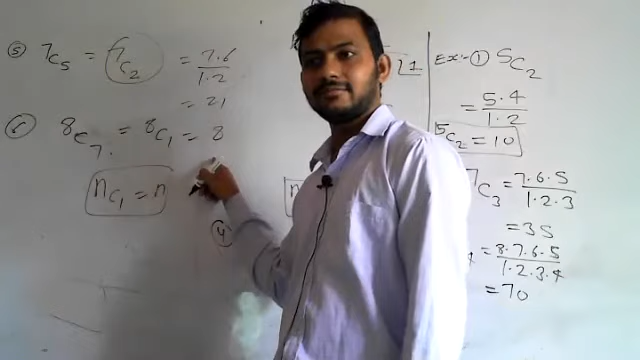 ⑤ 7C5 = 7C2 = 7.6/1.2
= 21
8C7 = 8C1 = 8
nC1 = n
④
21
Ex:- ① 5C2
= 5.4/1.2
5C2 = 10
7C3 = 7.6.5/1.2.3
= 35
= 8.7.6.5/1.2.3.4
= 70